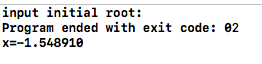 input initial root:
Program ended with exit code: 02
x=-1.548910